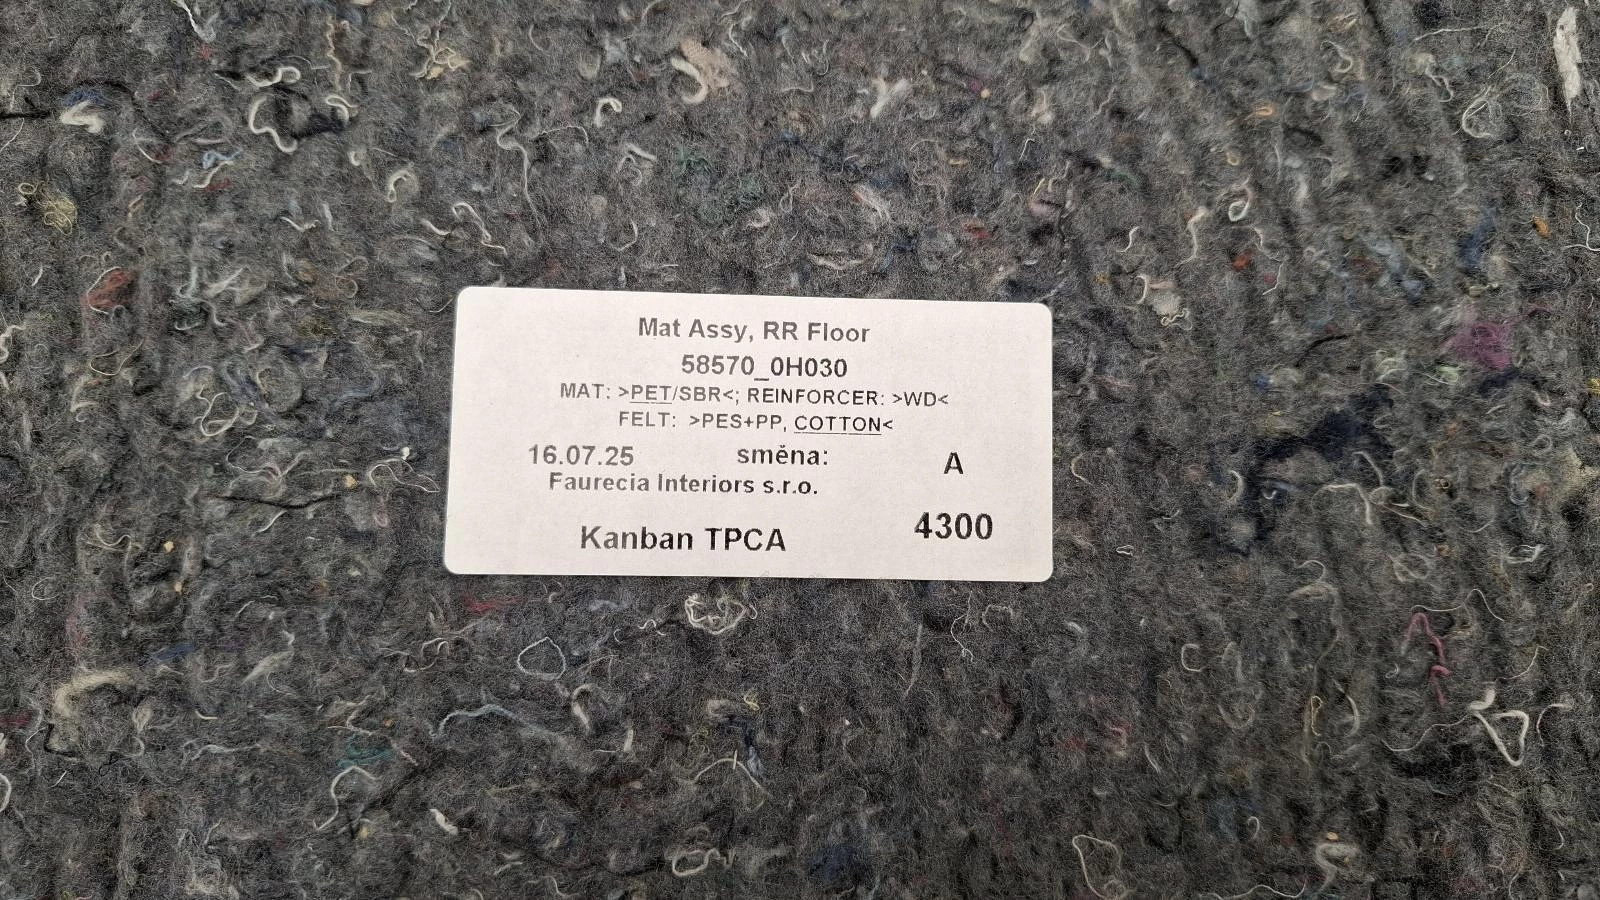 Mat Assy, RR Floor
58570_0H030
MAT: >PET/SBR<; REINFORCER: >WD<
FELT: >PES+PP, COTTON<
16.07.25 směna: A
Faurecia Interiors s.r.o.
Kanban TPCA 4300